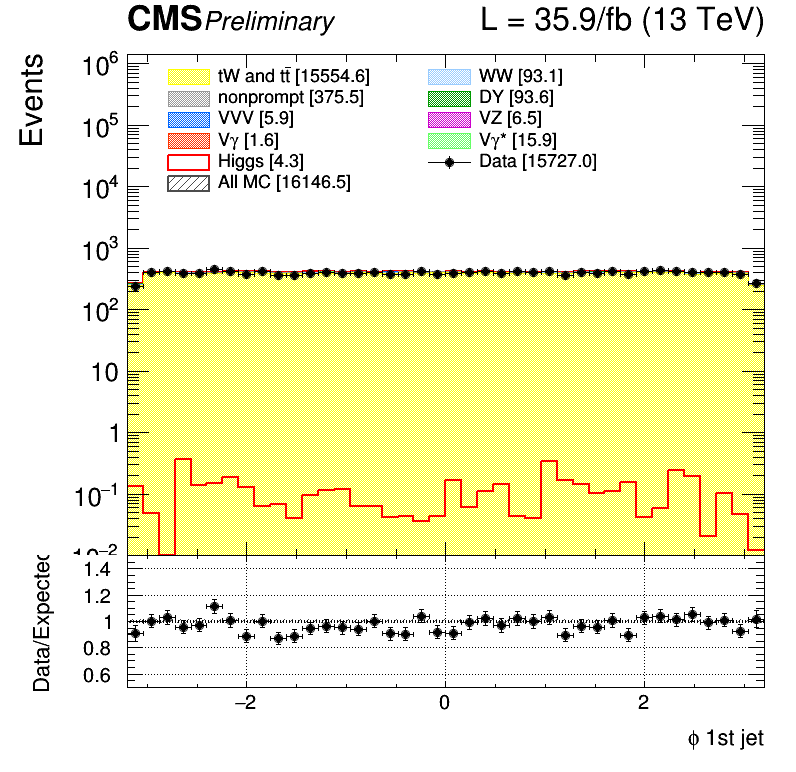 CMS Preliminary L = 35.9/fb (13 TeV)
Events
10⁶
10⁵
10⁴
10³
10²
10
1
10⁻¹
10⁻²
tW and tt̄ [15554.6]
nonprompt [375.5]
VVV [5.9]
Vγ [1.6]
Higgs [4.3]
All MC [16146.5]
WW [93.1]
DY [93.6]
VZ [6.5]
Vγ* [15.9]
Data [15727.0]
Data/Expected
1.4
1.2
1
0.8
0.6
−2 0 2
ϕ 1st jet